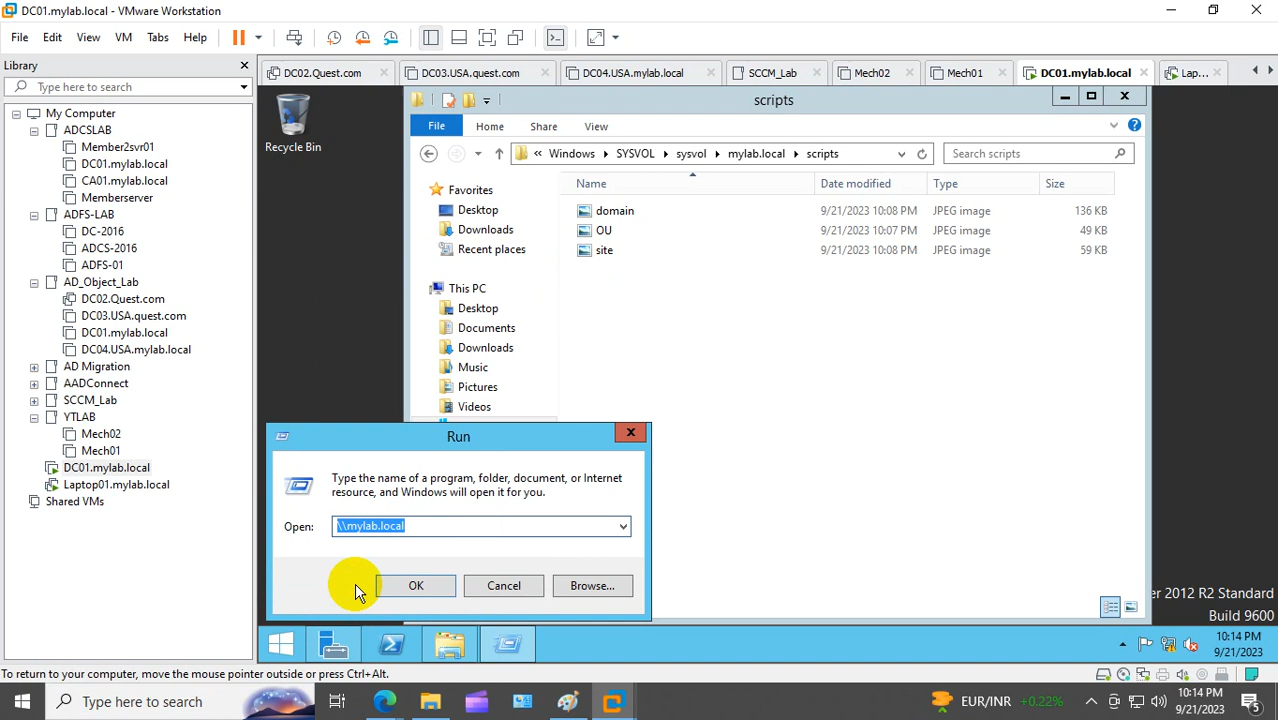 DC01.mylab.local - VMware Workstation
File Edit View VM Tabs Help
Library
Type here to search
My Computer
ADCSLAB
Member2svr01
DC01.mylab.local
CA01.mylab.local
Memberserver
ADFS-LAB
DC-2016
ADCS-2016
ADFS-01
AD_Object_Lab
DC02.Quest.com
DC03.USA.quest.com
DC01.mylab.local
DC04.USA.mylab.local
AD Migration
AADConnect
SCCM_Lab
YTLAB
Mech02
Mech01
DC01.mylab.local
Laptop01.mylab.local
Shared VMs
DC02.Quest.com DC03.USA.quest.com DC04.USA.mylab.local SCCM_Lab Mech02 Mech01 DC01.mylab.local Lap...
Recycle Bin
scripts
File Home Share View
« Windows SYSVOL sysvol mylab.local scripts
Search scripts
Favorites
Desktop
Downloads
Recent places
This PC
Desktop
Documents
Downloads
Music
Pictures
Videos
Name Date modified Type Size
domain 9/21/2023 10:08 PM JPEG image 136 KB
OU 9/21/2023 10:07 PM JPEG image 49 KB
site 9/21/2023 10:08 PM JPEG image 59 KB
Run
Type the name of a program, folder, document, or Internet
resource, and Windows will open it for you.
Open: \\mylab.local
OK Cancel Browse...
er 2012 R2 Standard
Build 9600
10:14 PM
9/21/2023
To return to your computer, move the mouse pointer outside or press Ctrl+Alt.
Type here to search
EUR/INR +0.22%
10:14 PM
9/21/2023
5